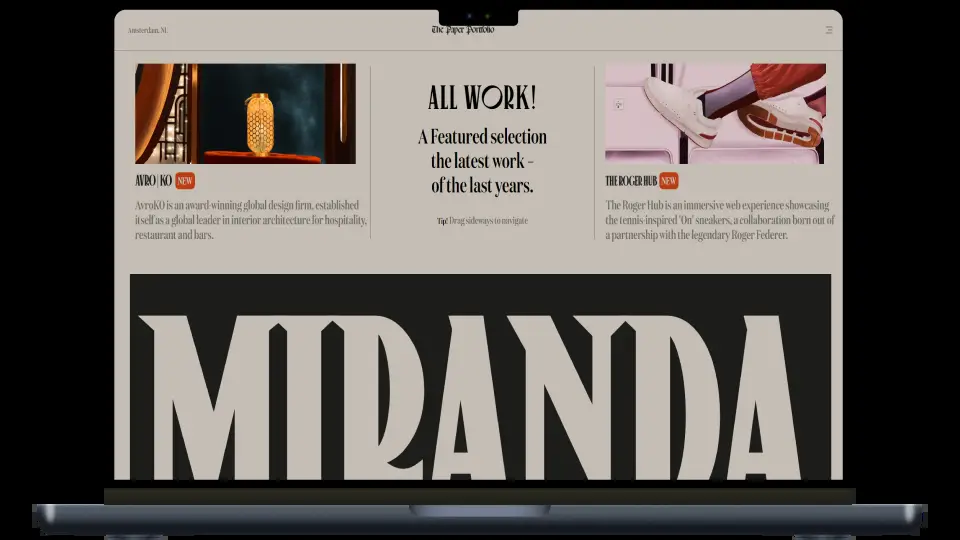 Amsterdam, NL
The Paper Portfolio
AVRO | KO NEW
AvroKO is an award-winning global design firm, established
itself as a global leader in interior architecture for hospitality,
restaurant and bars.
ALL WORK!
A Featured selection
the latest work –
of the last years.
Tip! Drag sideways to navigate
THE ROGER HUB NEW
The Roger Hub is an immersive web experience showcasing
the tennis-inspired 'On' sneakers, a collaboration born out of
a partnership with the legendary Roger Federer.
MIRANDA